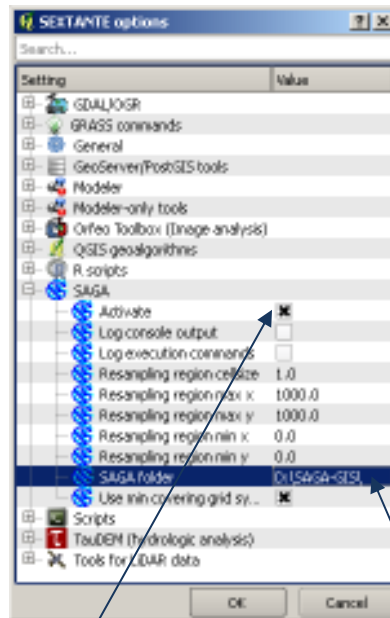 SEXTANTE options
Search...
Setting Value
GDAL/OGR
GRASS commands
General
GeoServer/PostGIS tools
Modeler
Modeler-only tools
Orfeo Toolbox (Image analysis)
QGIS geoalgorithms
R scripts
SAGA
Activate
Log console output
Log execution commands
Resampling region cellsize 1.0
Resampling region max x 1000.0
Resampling region max y 1000.0
Resampling region min x 0.0
Resampling region min y 0.0
SAGA folder D:\SAGA-GIS\
Use min covering grid sy...
Scripts
TauDEM (hydrologic analysis)
Tools for LiDAR data
OK Cancel